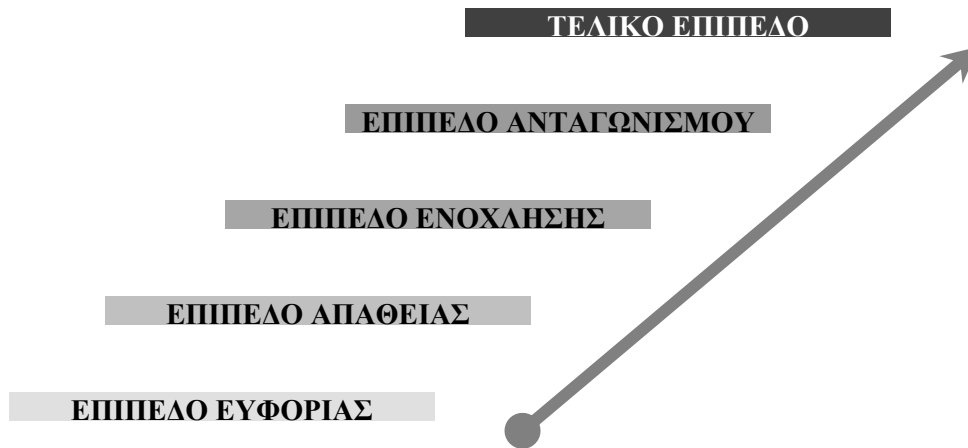 ΤΕΛΙΚΟ ΕΠΙΠΕΔΟ
ΕΠΙΠΕΔΟ ΑΝΤΑΓΩΝΙΣΜΟΥ
ΕΠΙΠΕΔΟ ΕΝΟΧΛΗΣΗΣ
ΕΠΙΠΕΔΟ ΑΠΑΘΕΙΑΣ
ΕΠΙΠΕΔΟ ΕΥΦΟΡΙΑΣ